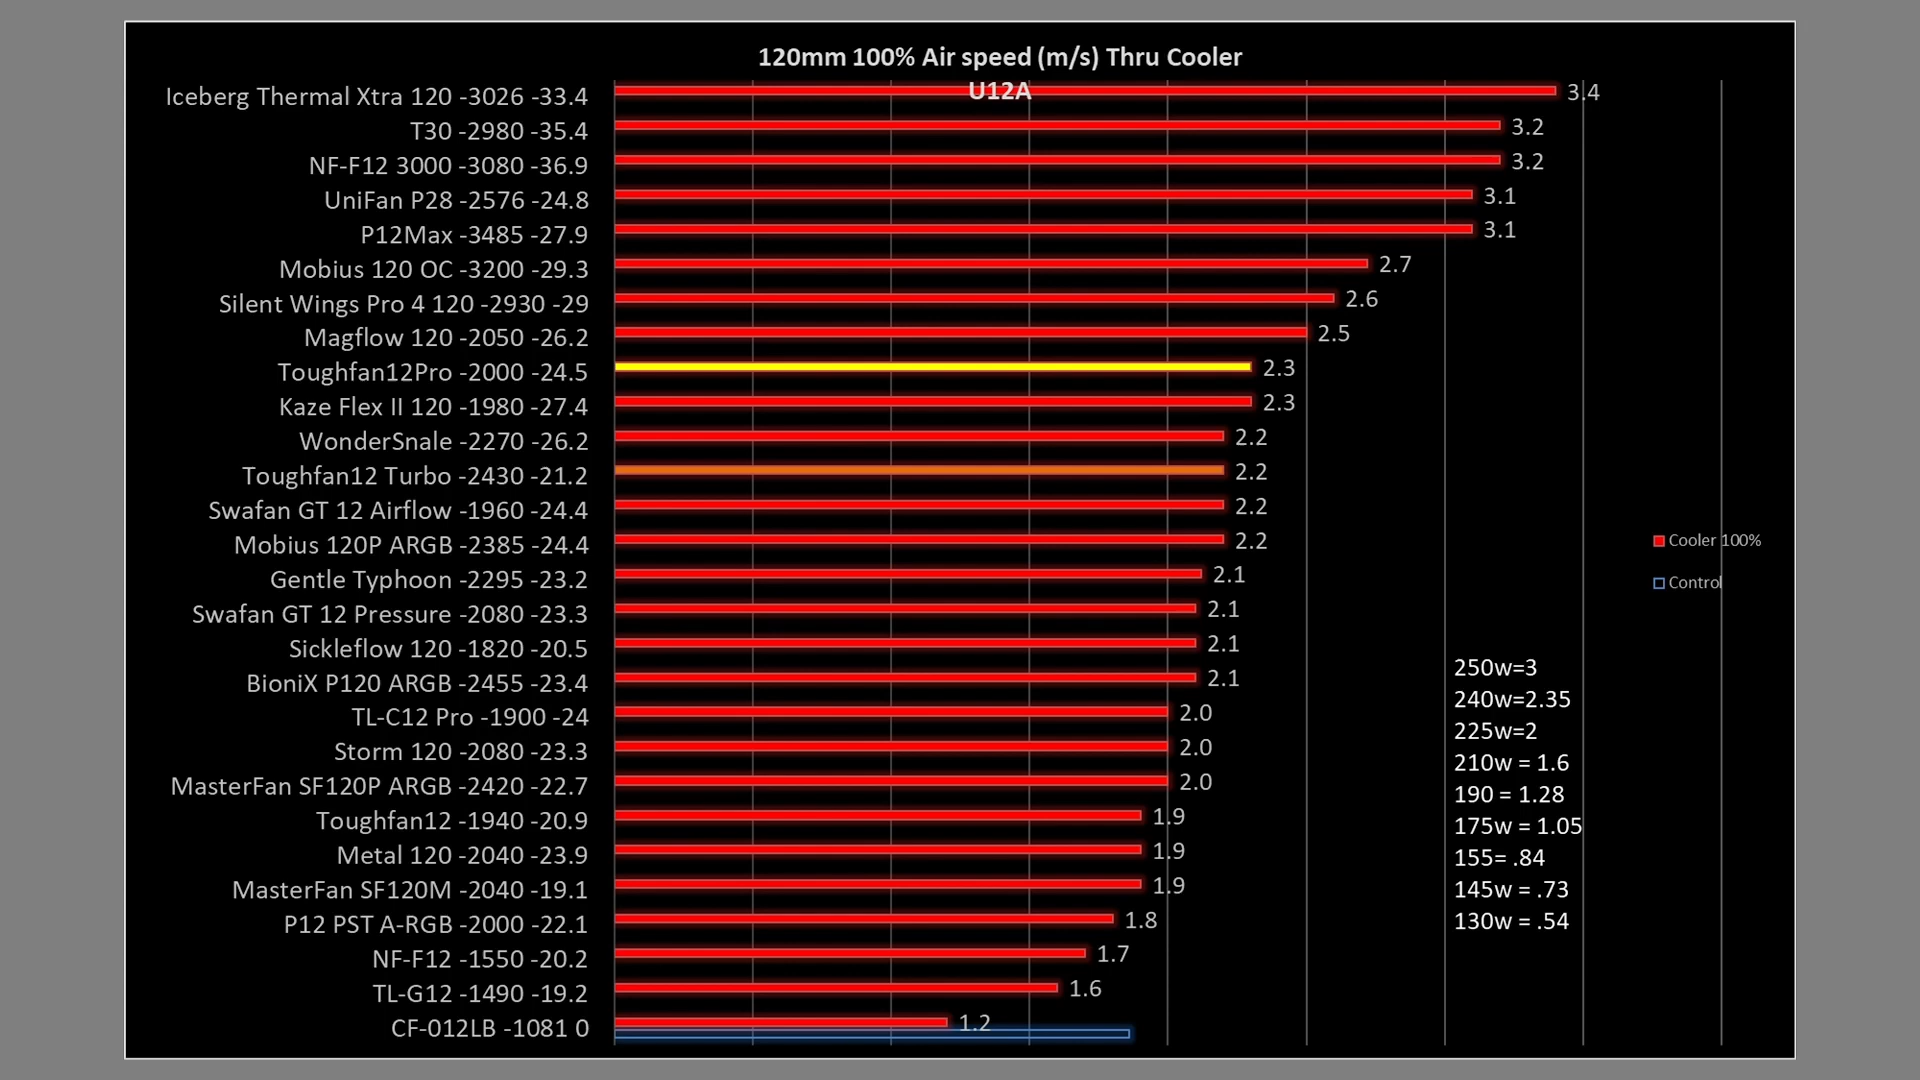 120mm 100% Air speed (m/s) Thru Cooler
U12A
Iceberg Thermal Xtra 120 -3026 -33.4 3.4
T30 -2980 -35.4 3.2
NF-F12 3000 -3080 -36.9 3.2
UniFan P28 -2576 -24.8 3.1
P12Max -3485 -27.9 3.1
Mobius 120 OC -3200 -29.3 2.7
Silent Wings Pro 4 120 -2930 -29 2.6
Magflow 120 -2050 -26.2 2.5
Toughfan12Pro -2000 -24.5 2.3
Kaze Flex II 120 -1980 -27.4 2.3
WonderSnale -2270 -26.2 2.2
Toughfan12 Turbo -2430 -21.2 2.2
Swafan GT 12 Airflow -1960 -24.4 2.2
Mobius 120P ARGB -2385 -24.4 2.2
Gentle Typhoon -2295 -23.2 2.1
Swafan GT 12 Pressure -2080 -23.3 2.1
Sickleflow 120 -1820 -20.5 2.1
BioniX P120 ARGB -2455 -23.4 2.1
TL-C12 Pro -1900 -24 2.0
Storm 120 -2080 -23.3 2.0
MasterFan SF120P ARGB -2420 -22.7 2.0
Toughfan12 -1940 -20.9 1.9
Metal 120 -2040 -23.9 1.9
MasterFan SF120M -2040 -19.1 1.9
P12 PST A-RGB -2000 -22.1 1.8
NF-F12 -1550 -20.2 1.7
TL-G12 -1490 -19.2 1.6
CF-012LB -1081 0 1.2
Cooler 100%
Control
250w=3
240w=2.35
225w=2
210w = 1.6
190 = 1.28
175w = 1.05
155= .84
145w = .73
130w = .54